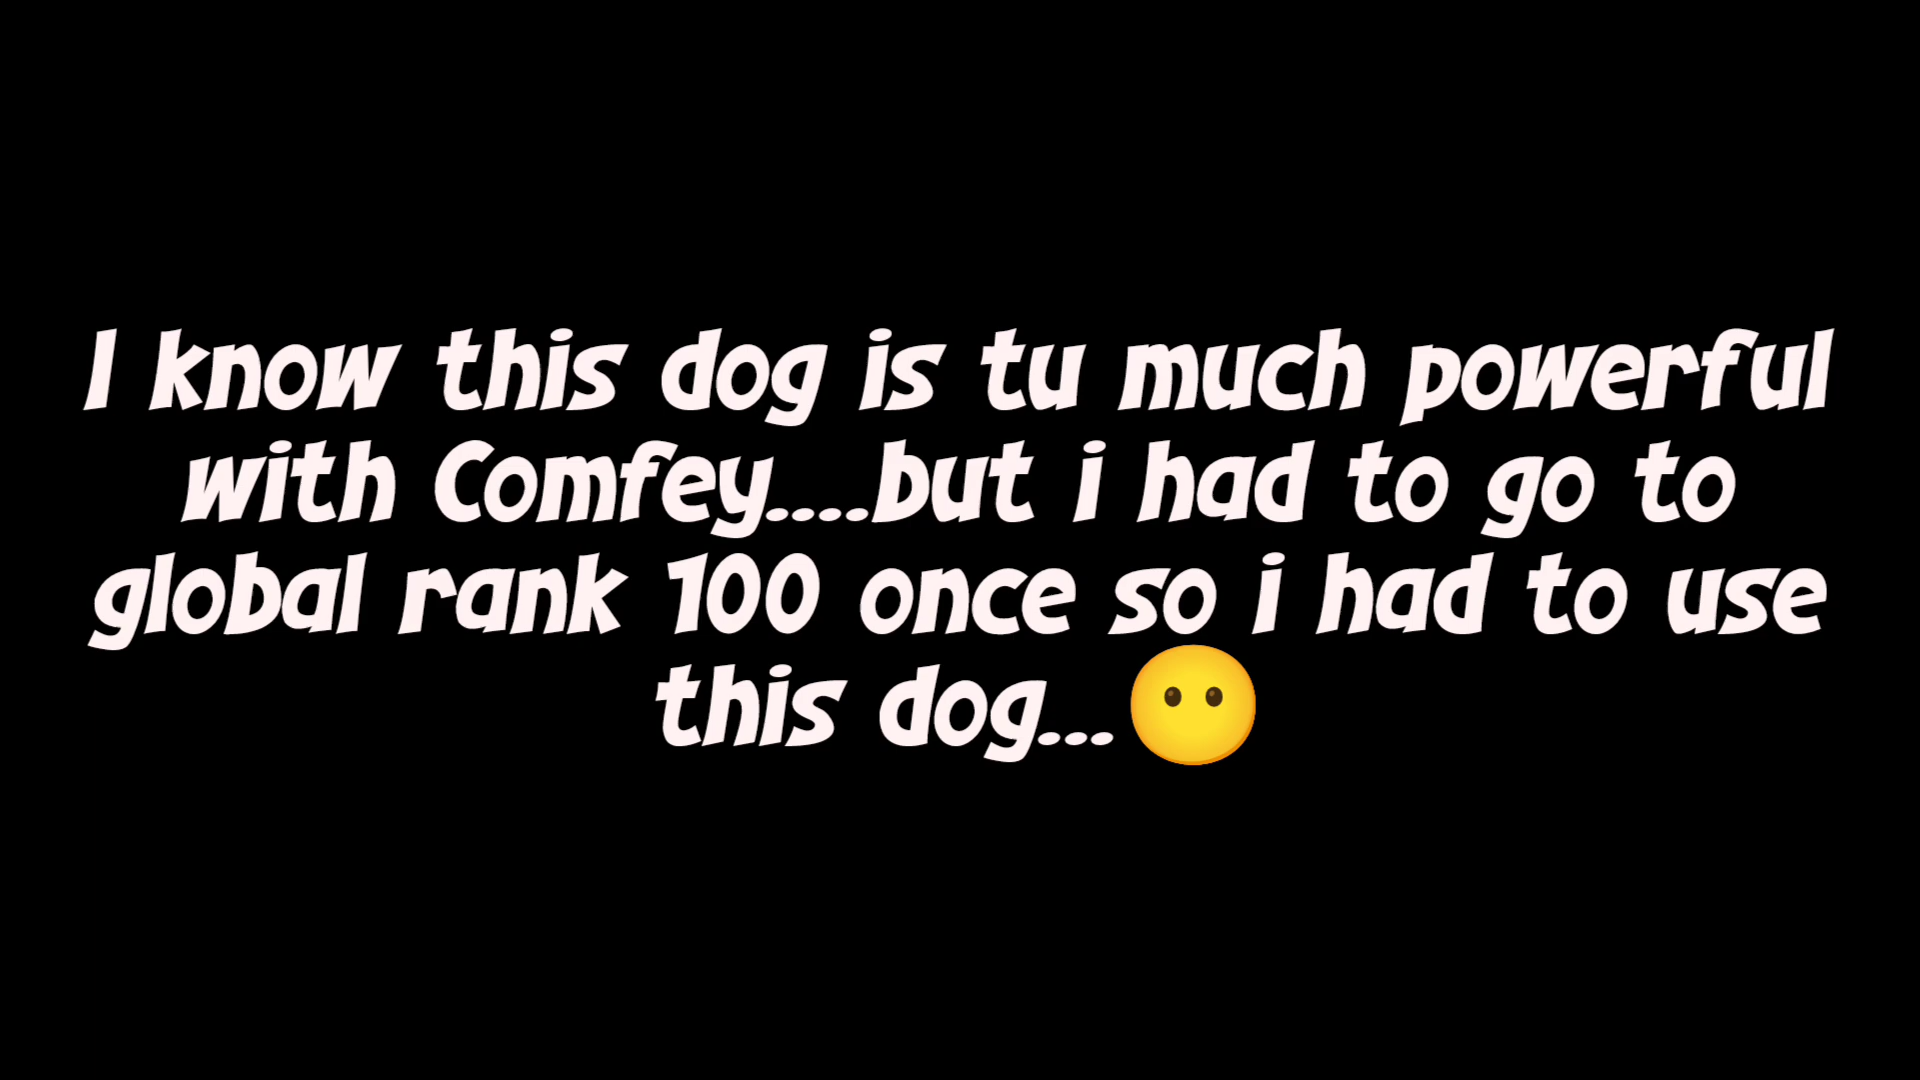 I know this dog is tu much powerful
with Comfey....but i had to go to
global rank 100 once so i had to use
this dog...😶